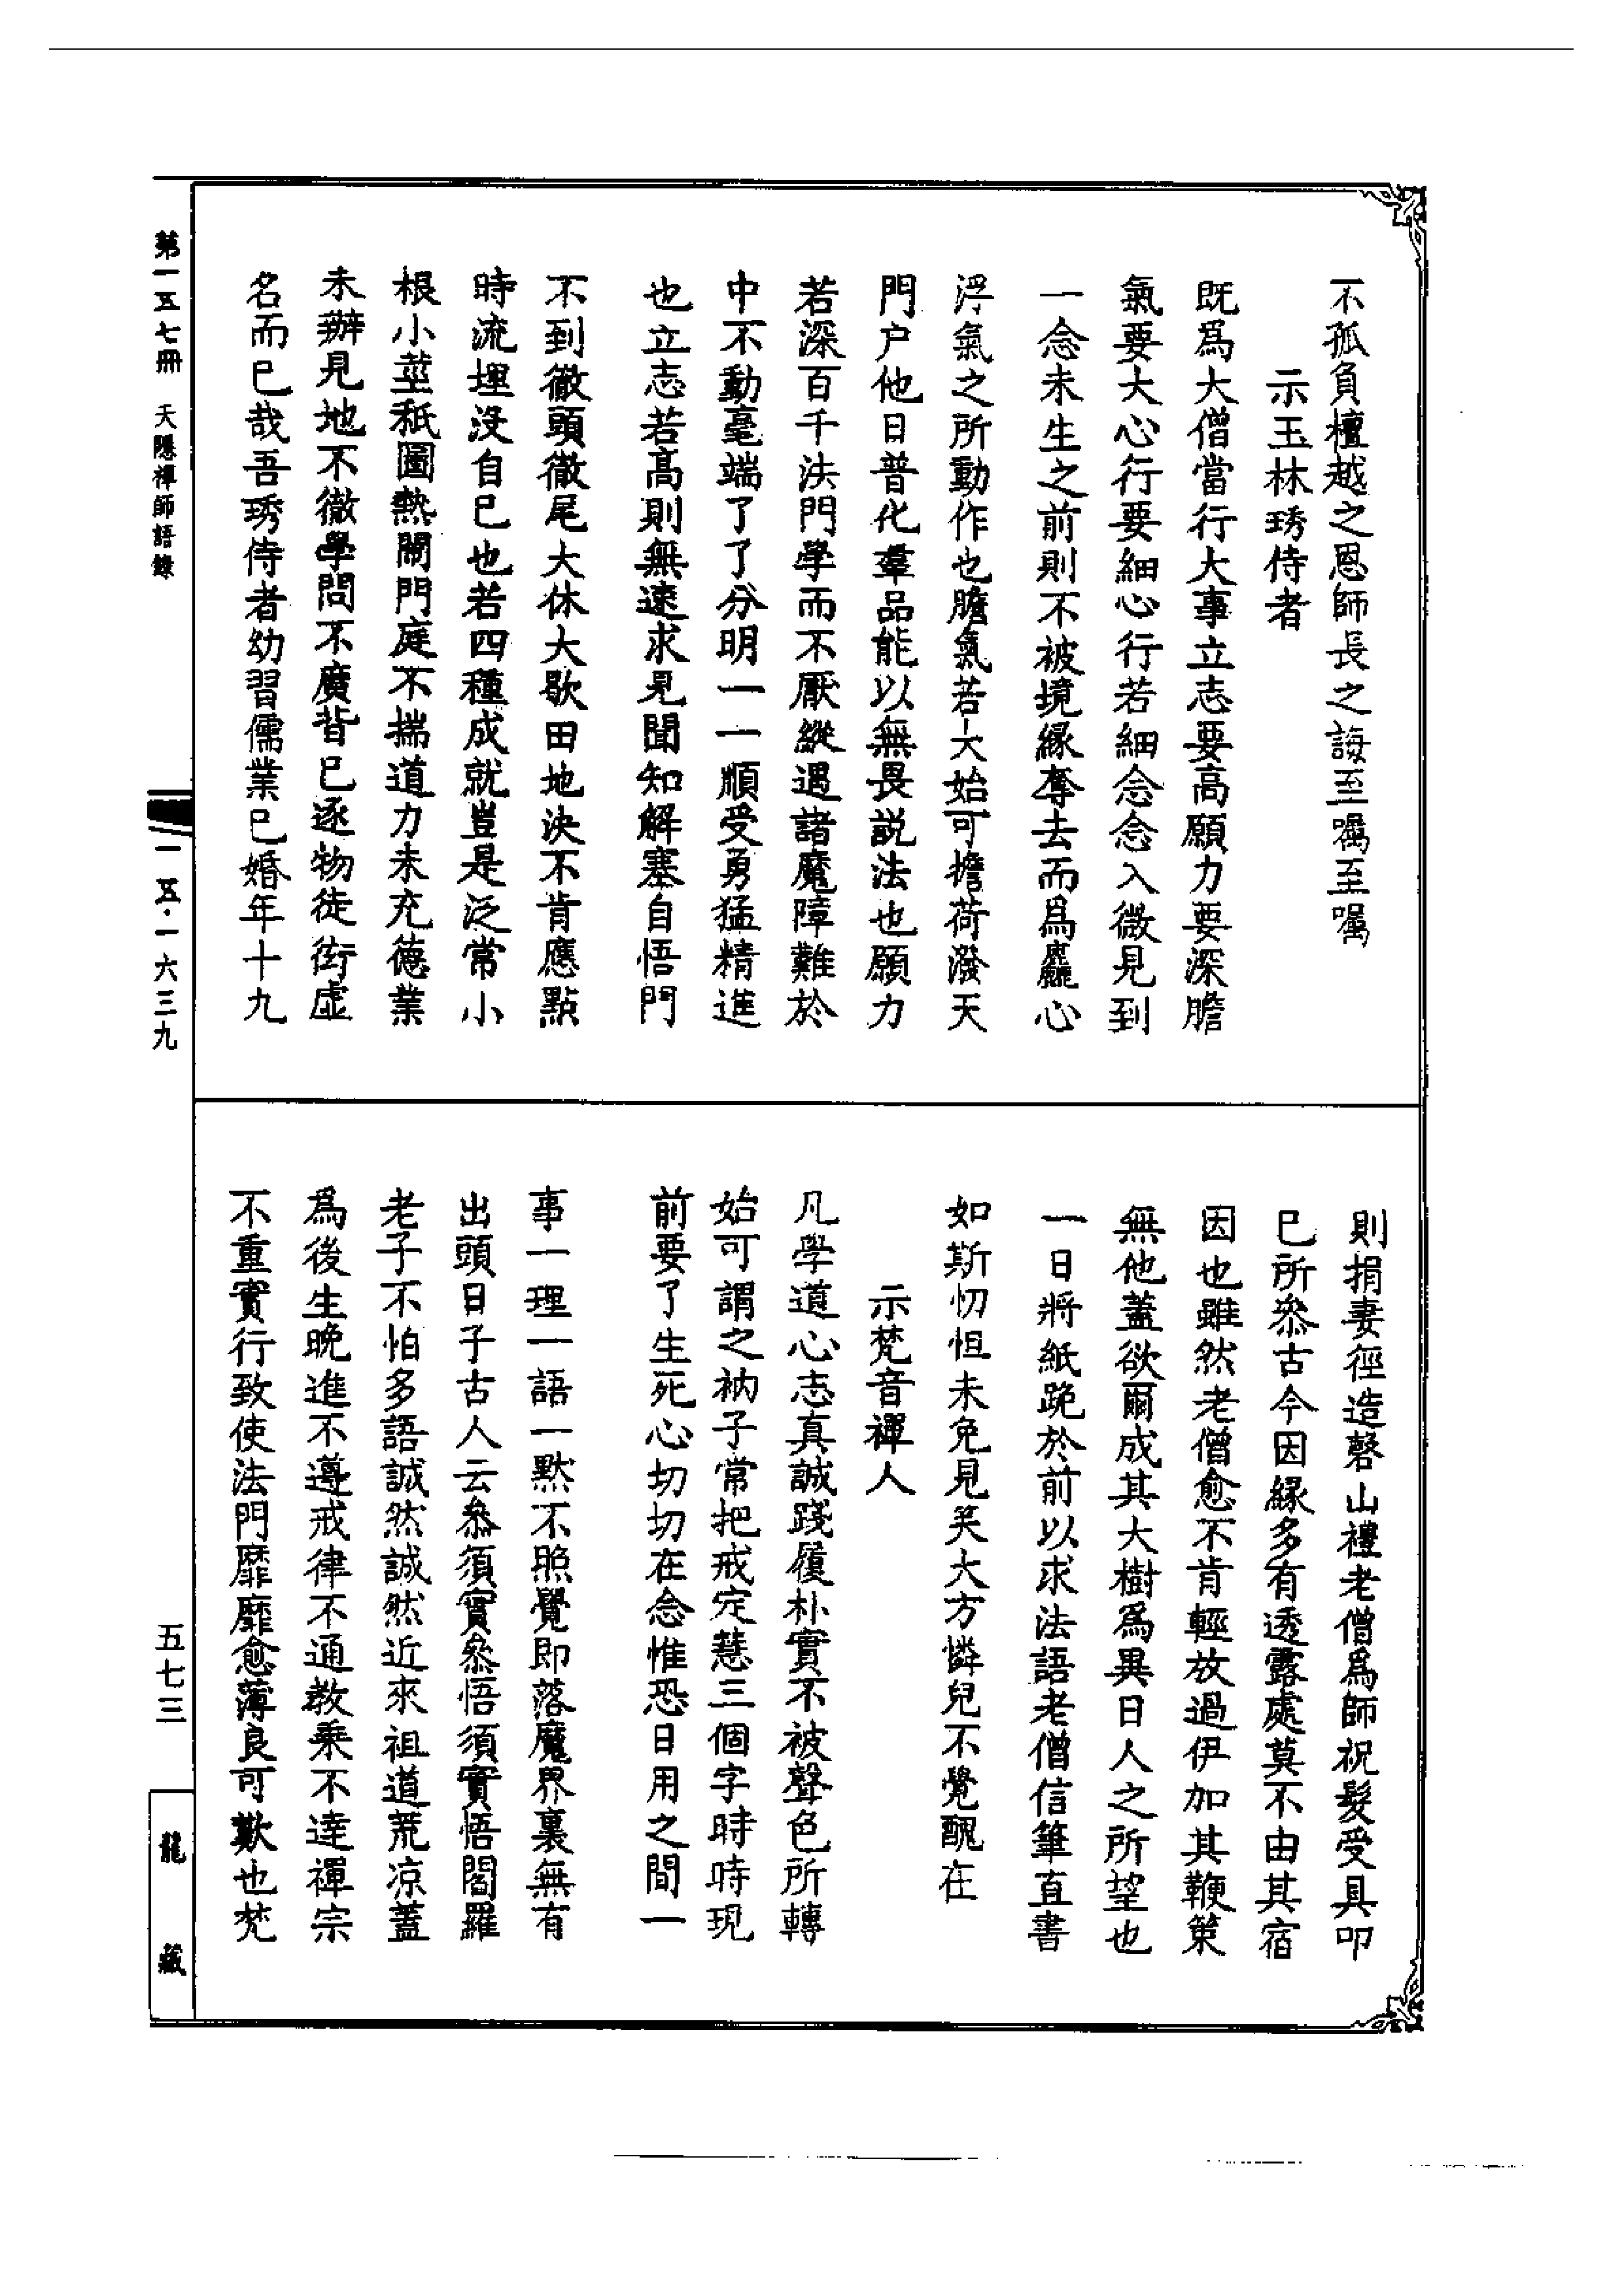 不孤負檀越之恩師長之誨至囑至囑
示玉林琇侍者
既爲大僧當行大事立志要高願力要深膽
氣要大心行要細心行若細念念入微見到
一念未生之前則不被境緣奪去而爲麤心
浮氣之所動作也膽氣若大始可擔荷潑天
門户他日普化羣品能以無畏説法也願力
若深百千法門學而不厭縱遇諸魔障難於
中不動毫端了了分明一一順受勇猛精進
也立志若高則無速求見聞知解塞自悟門
不到徹頭徹尾大休大歇田地決不肯應點
時流埋没自已也若四種成就豈是泛常小
根小莖秖圖熱閙門庭不揣道力未充德業
未辦見地不徹學問不廣背已逐物徒衒虛
名而已哉吾琇侍者幼習儒業已婚年十九
則捐妻徑造磬山禮老僧爲師祝髮受具叩
已所叅古今因緣多有透露處莫不由其宿
因也雖然老僧愈不肯輕放過伊加其鞭策
無他蓋欲爾成其大樹爲異日人之所望也
一日將紙跪於前以求法語老僧信筆直書
如斯忉怛未免見笑大方憐兒不覺醜在
示梵音禪人
凡學道心志真誠踐履朴實不被聲色所轉
始可謂之衲子常把戒定慧三個字時時現
前要了生死心切切在念惟恐日用之間一
事一理一語一默不照覺即落魔界裏無有
出頭日子古人云叅須實叅悟須實悟閻羅
老子不怕多語誠然誠然近來祖道荒凉蓋
爲後生晚進不遵戒律不通教乘不達禪宗
不重實行致使法門靡靡愈薄良可歎也梵
第一五七冊　天隱禪師語錄
一五·一六三九
五七三
龍藏